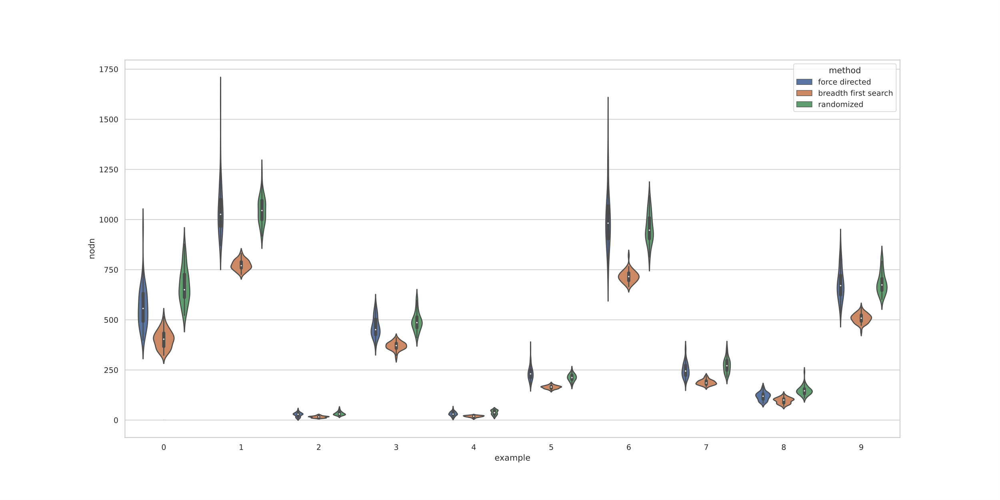 method
force directed
breadth first search
randomized
1750
1500
1250
1000
750
500
250
0
nodn
0 1 2 3 4 5 6 7 8 9
example